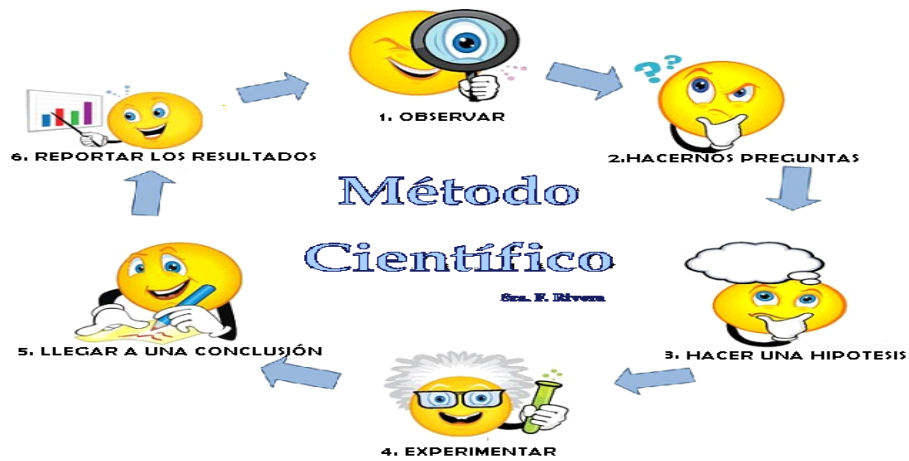 1. OBSERVAR
2:HACERNOS PREGUNTAS
3. HACER UNA HIPOTESIS
4. EXPERIMENTAR
5. LLEGAR A UNA CONCLUSIÓN
6. REPORTAR LOS RESULTADOS
Método
Científico
Sra. F. Rivera